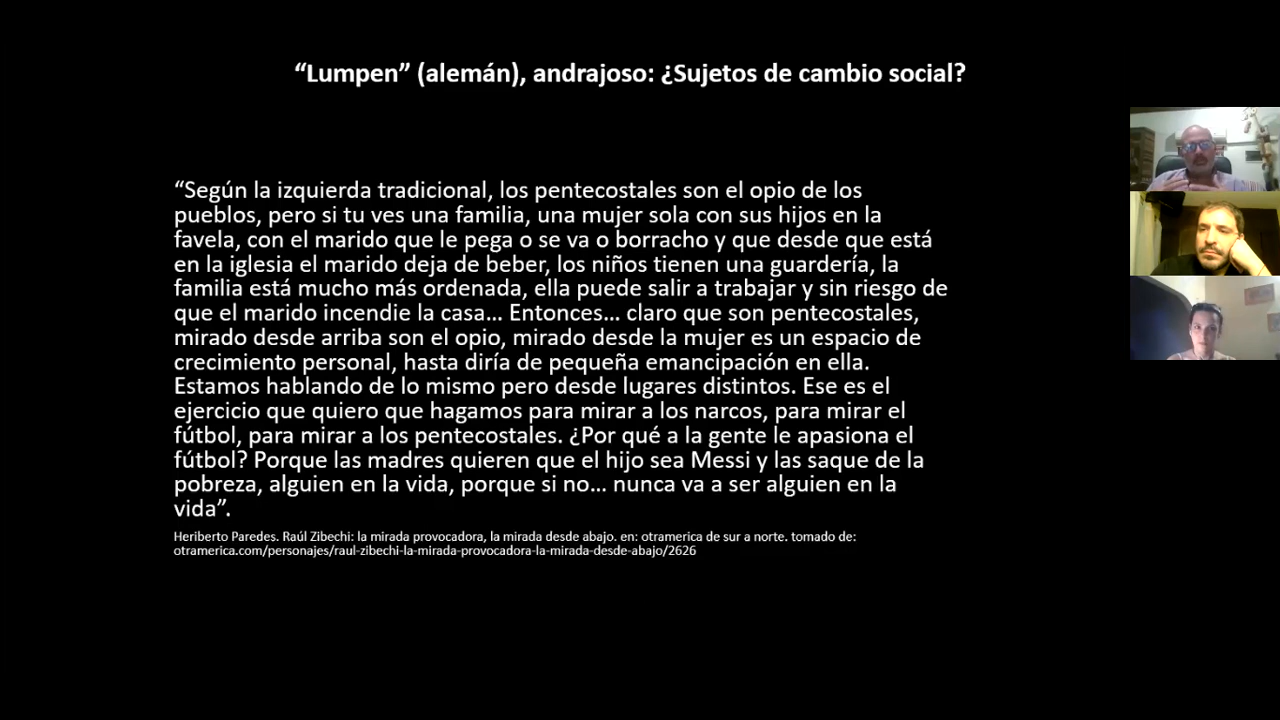 “Lumpen” (alemán), andrajoso: ¿Sujetos de cambio social?
“Según la izquierda tradicional, los pentecostales son el opio de los
pueblos, pero si tu ves una familia, una mujer sola con sus hijos en la
favela, con el marido que le pega o se va o borracho y que desde que está
en la iglesia el marido deja de beber, los niños tienen una guardería, la
familia está mucho más ordenada, ella puede salir a trabajar y sin riesgo de
que el marido incendie la casa... Entonces... claro que son pentecostales,
mirado desde arriba son el opio, mirado desde la mujer es un espacio de
crecimiento personal, hasta diría de pequeña emancipación en ella.
Estamos hablando de lo mismo pero desde lugares distintos. Ese es el
ejercicio que quiero que hagamos para mirar a los narcos, para mirar el
fútbol, para mirar a los pentecostales. ¿Por qué a la gente le apasiona el
fútbol? Porque las madres quieren que el hijo sea Messi y las saque de la
pobreza, alguien en la vida, porque si no... nunca va a ser alguien en la
vida”.
Heriberto Paredes. Raúl Zibechi: la mirada provocadora, la mirada desde abajo. en: otramerica de sur a norte. tomado de:
otramerica.com/personajes/raul-zibechi-la-mirada-provocadora-la-mirada-desde-abajo/2626